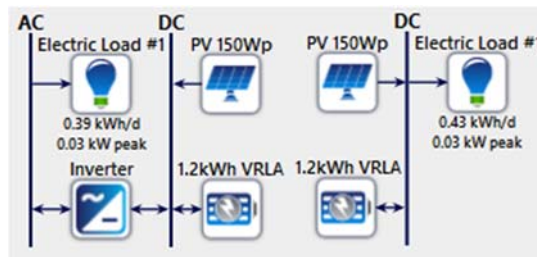 AC DC DC
Electric Load #1 PV 150Wp PV 150Wp Electric Load #1
0.39 kWh/d 0.43 kWh/d
0.03 kW peak 0.03 kW peak
Inverter 1.2kWh VRLA 1.2kWh VRLA